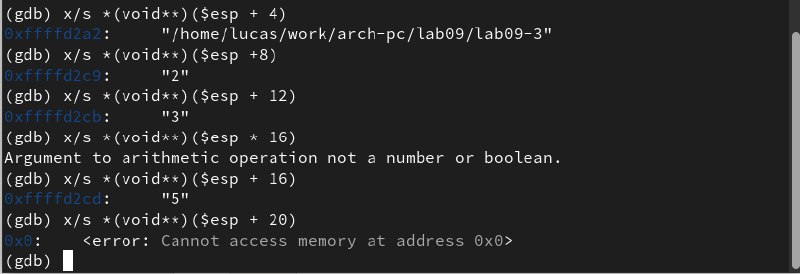 (gdb) x/s *(void**)($esp + 4)
0xffffd2a2:     "/home/lucas/work/arch-pc/lab09/lab09-3"
(gdb) x/s *(void**)($esp +8)
0xffffd2c9:     "2"
(gdb) x/s *(void**)($esp + 12)
0xffffd2cb:     "3"
(gdb) x/s *(void**)($esp * 16)
Argument to arithmetic operation not a number or boolean.
(gdb) x/s *(void**)($esp + 16)
0xffffd2cd:     "5"
(gdb) x/s *(void**)($esp + 20)
0x0:    <error: Cannot access memory at address 0x0>
(gdb)